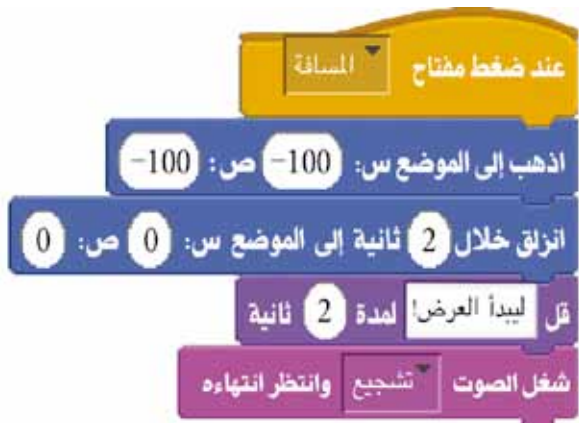 عند ضغط مفتاح المسافة
اذهب إلى الموضع س: -100 ص: -100
انزلق خلال 2 ثانية إلى الموضع س: 0 ص: 0
قل ليبدأ العرض! لمدة 2 ثانية
شغل الصوت تشجيع وانتظر انتهاءه